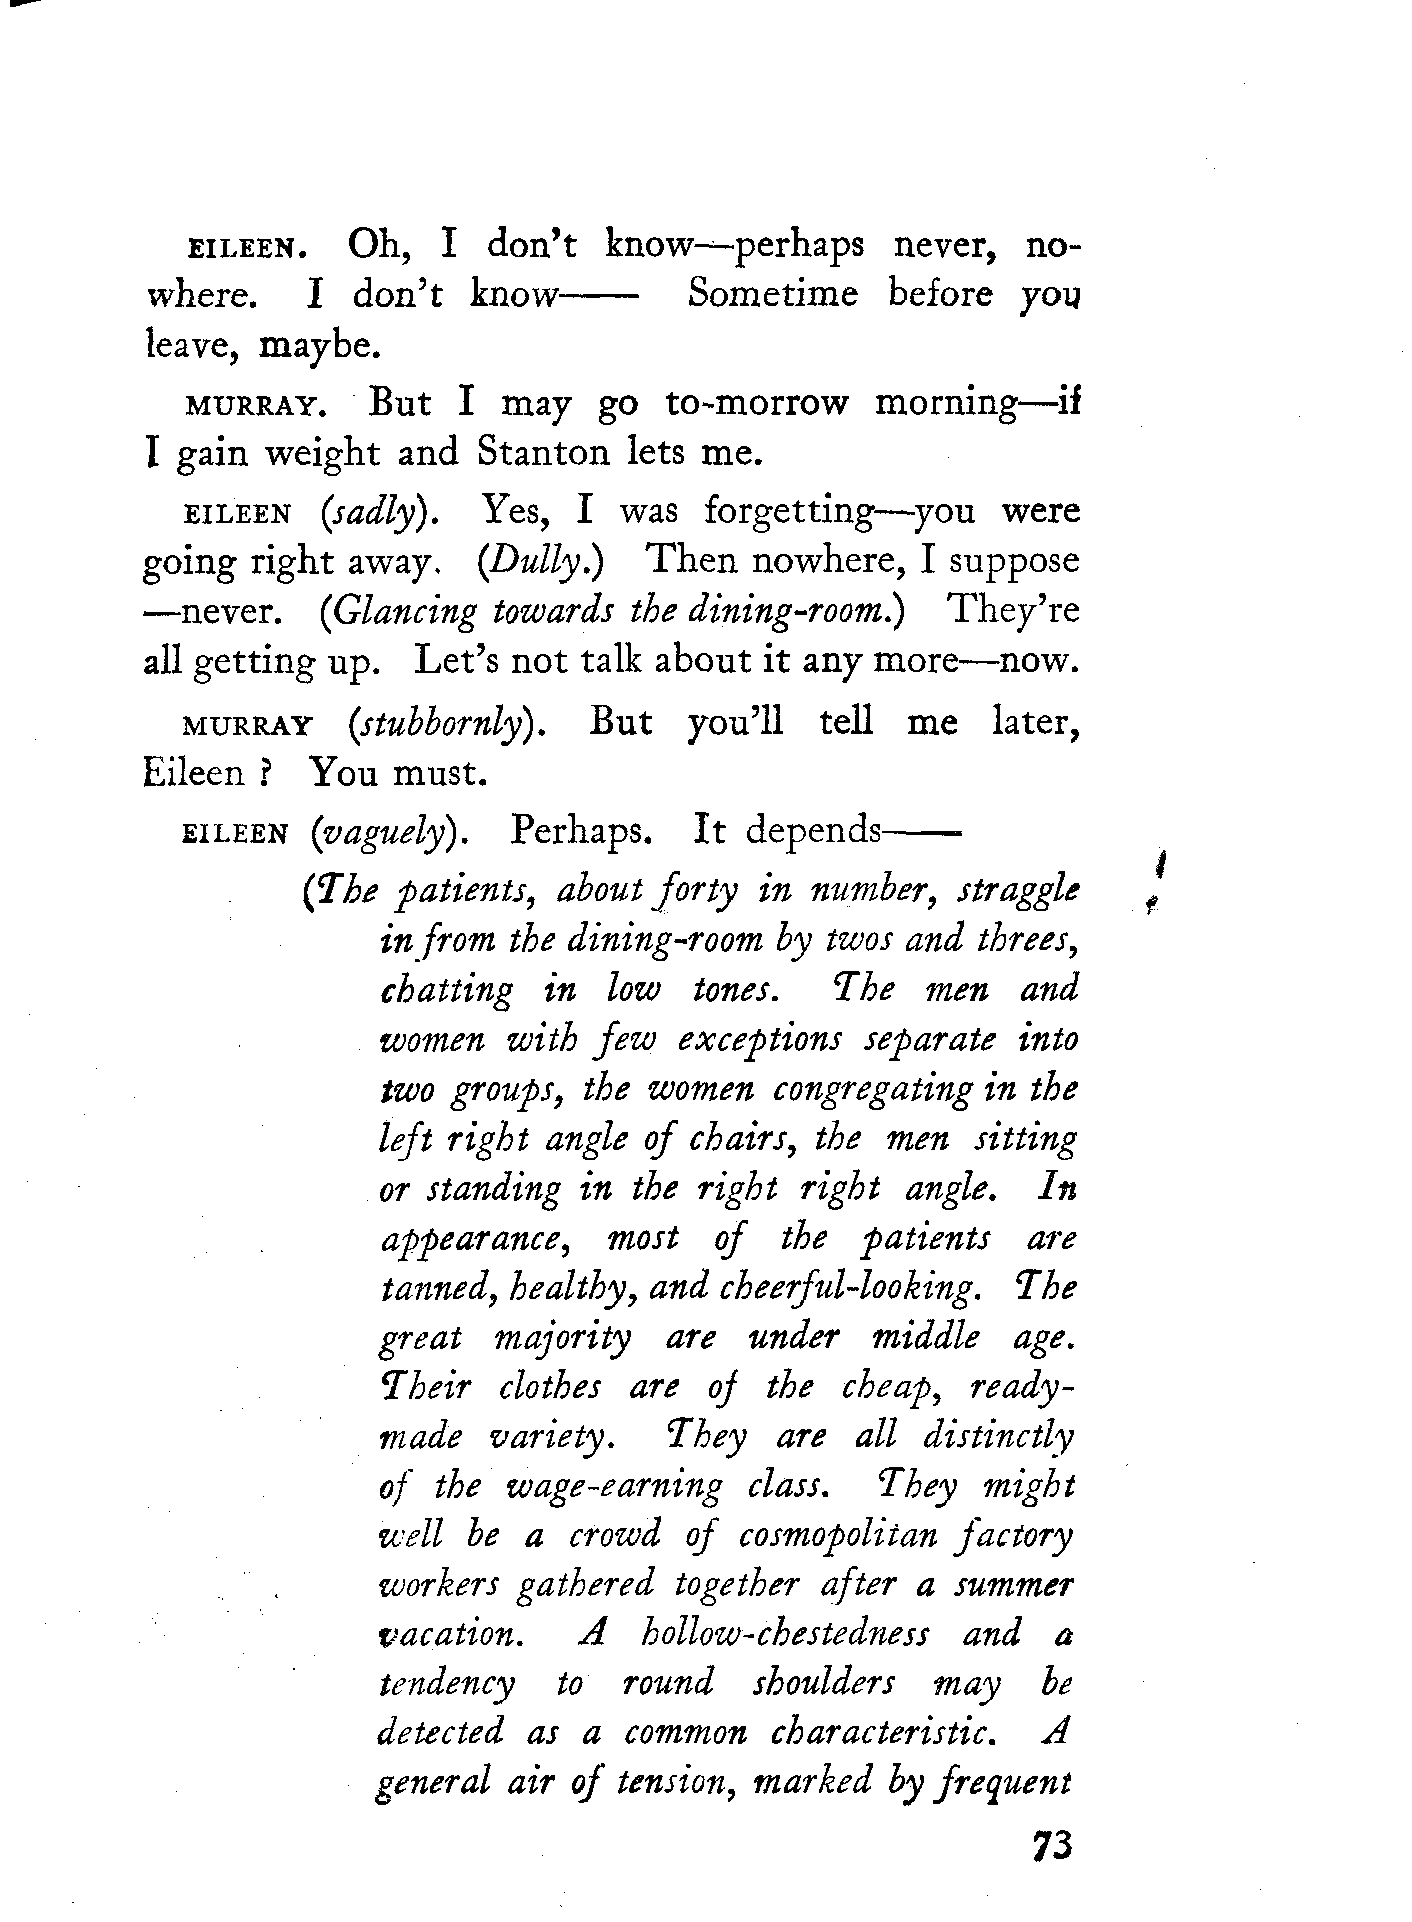 EILEEN. Oh, I don't know—perhaps never, no-
where. I don't know—— Sometime before you
leave, maybe.
MURRAY. But I may go to-morrow morning—if
I gain weight and Stanton lets me.
EILEEN (sadly). Yes, I was forgetting—you were
going right away. (Dully.) Then nowhere, I suppose
—never. (Glancing towards the dining-room.) They're
all getting up. Let's not talk about it any more—now.
MURRAY (stubbornly). But you'll tell me later,
Eileen ? You must.
EILEEN (vaguely). Perhaps. It depends——
(The patients, about forty in number, straggle
in from the dining-room by twos and threes,
chatting in low tones. The men and
women with few exceptions separate into
two groups, the women congregating in the
left right angle of chairs, the men sitting
or standing in the right right angle. In
appearance, most of the patients are
tanned, healthy, and cheerful-looking. The
great majority are under middle age.
Their clothes are of the cheap, ready-
made variety. They are all distinctly
of the wage-earning class. They might
well be a crowd of cosmopolitan factory
workers gathered together after a summer
vacation. A hollow-chestedness and a
tendency to round shoulders may be
detected as a common characteristic. A
general air of tension, marked by frequent
73